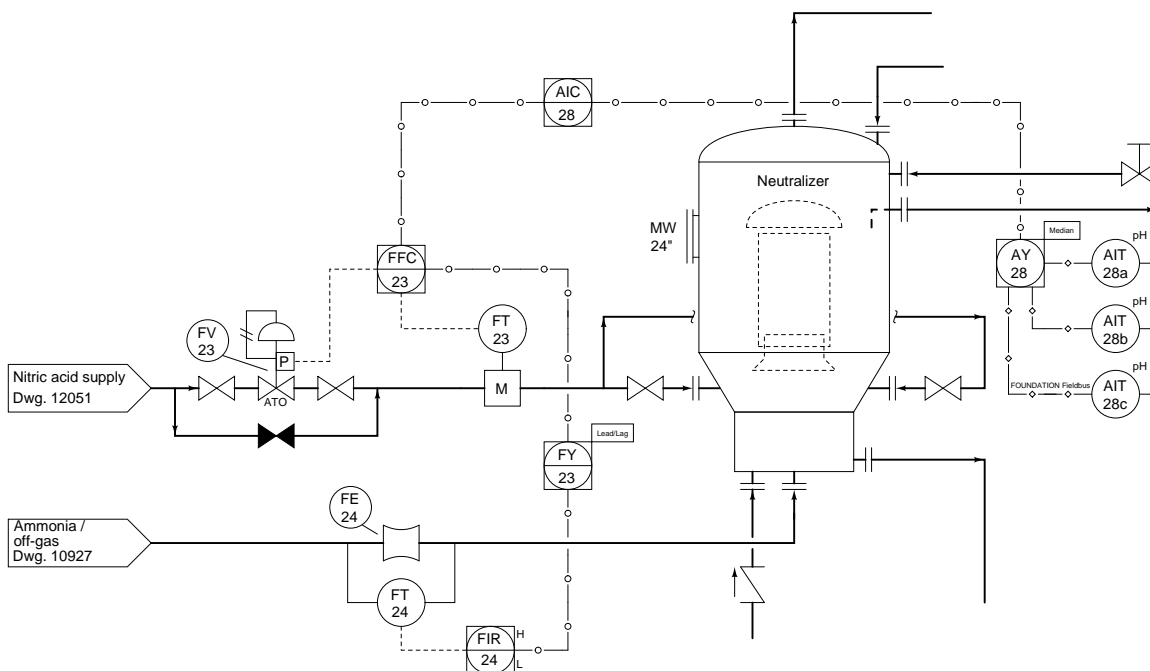 AIC
28
Neutralizer
MW
24"
Median
AY
28
pH
AIT
28a
FFC
23
FT
23
pH
AIT
28b
FV
23
P
Nitric acid supply
Dwg. 12051
ATO
M
pH
FOUNDATION Fieldbus
AIT
28c
Lead/Lag
FY
23
FE
24
Ammonia /
off-gas
Dwg. 10927
FT
24
FIR
24
H
L